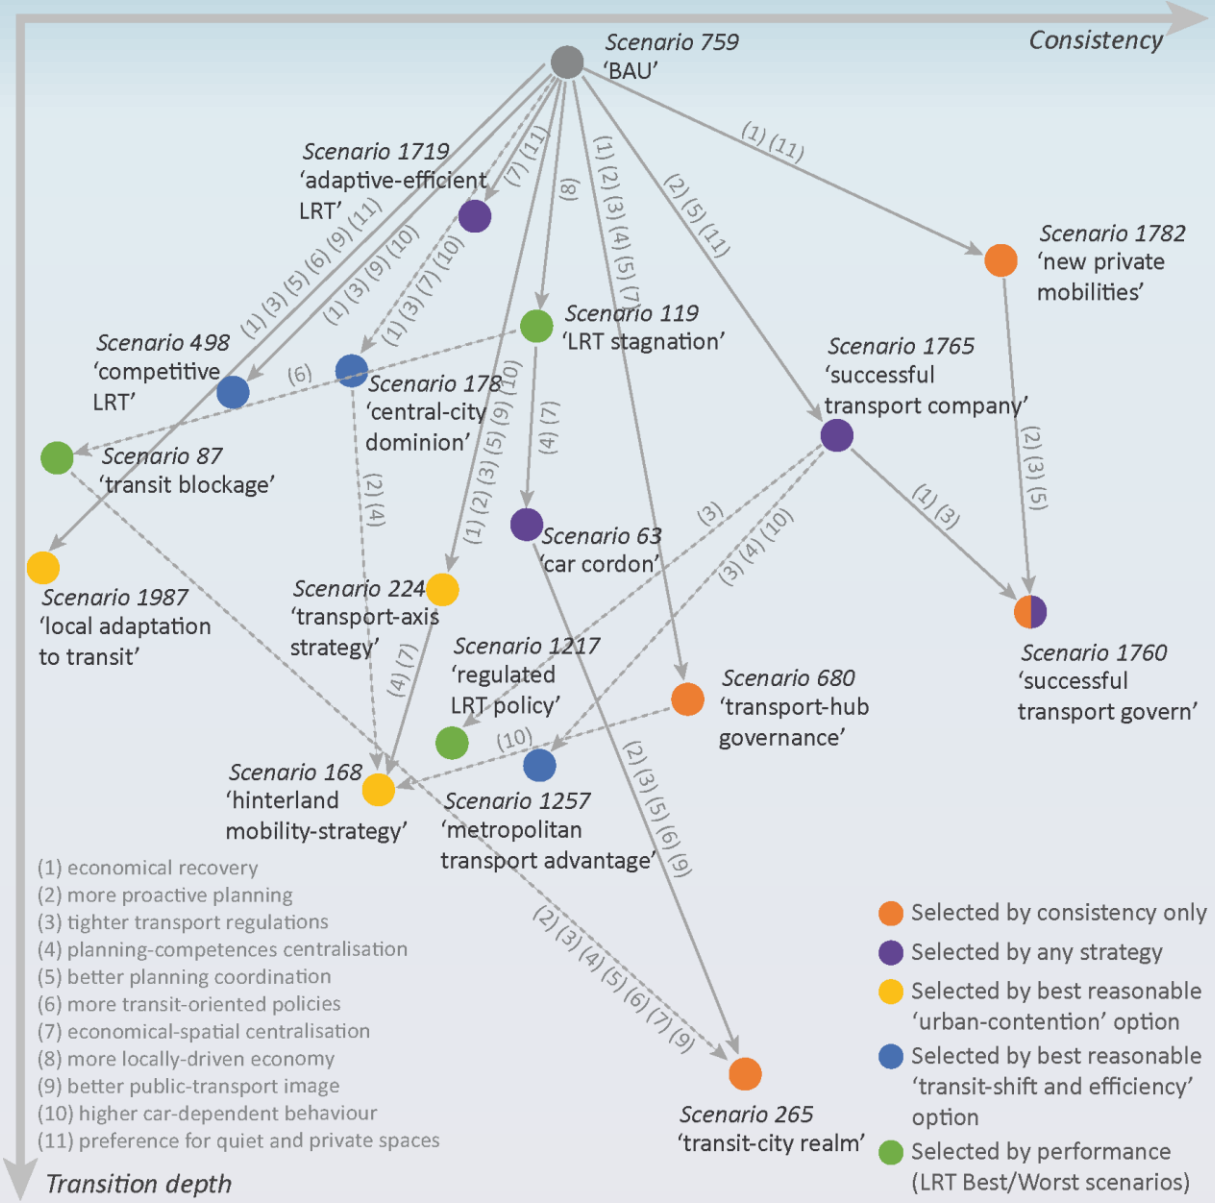 Consistency
Scenario 759
‘BAU’
(1) (11)
Scenario 1719
‘adaptive-efficient
LRT’
(7) (11)
(8)
(1) (2) (3) (4) (5) (7)
(2) (5) (11)
Scenario 1782
‘new private
mobilities’
(1) (3) (5) (6) (9) (11)
(1) (3) (9) (10)
(1) (3) (7) (10)
Scenario 119
‘LRT stagnation’
Scenario 498
‘competitive
LRT’
(6)
Scenario 178
‘central-city
dominion’
Scenario 1765
‘successful
transport company’
(1) (2) (3) (5) (9) (10)
(4) (7)
(2) (3) (5)
Scenario 87
‘transit blockage’
(2) (4)
(3)
(3) (4) (10)
(1) (3)
Scenario 63
‘car cordon’
Scenario 1987
‘local adaptation
to transit’
Scenario 224
‘transport-axis
strategy’
(4) (7)
Scenario 1217
‘regulated
LRT policy’
Scenario 680
‘transport-hub
governance’
Scenario 1760
‘successful
transport govern’
(10)
(2) (3) (5) (6) (9)
Scenario 168
‘hinterland
mobility-strategy’
Scenario 1257
‘metropolitan
transport advantage’
(2) (3) (4) (5) (6) (7) (9)
Scenario 265
‘transit-city realm’
(1) economical recovery
(2) more proactive planning
(3) tighter transport regulations
(4) planning-competences centralisation
(5) better planning coordination
(6) more transit-oriented policies
(7) economical-spatial centralisation
(8) more locally-driven economy
(9) better public-transport image
(10) higher car-dependent behaviour
(11) preference for quiet and private spaces
Transition depth
Selected by consistency only
Selected by any strategy
Selected by best reasonable
‘urban-contention’ option
Selected by best reasonable
‘transit-shift and efficiency’
option
Selected by performance
(LRT Best/Worst scenarios)